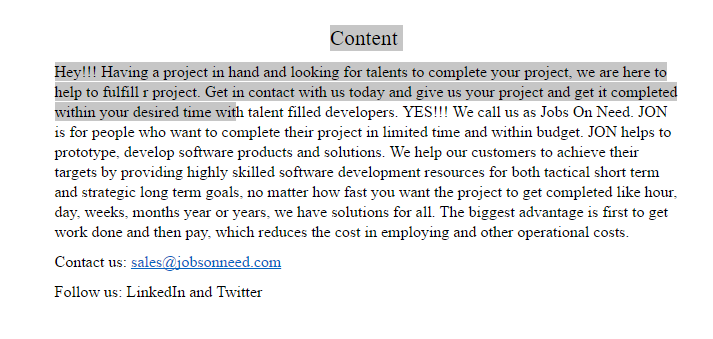 Content
Hey!!! Having a project in hand and looking for talents to complete your project, we are here to
help to fulfill r project. Get in contact with us today and give us your project and get it completed
within your desired time with talent filled developers. YES!!! We call us as Jobs On Need. JON
is for people who want to complete their project in limited time and within budget. JON helps to
prototype, develop software products and solutions. We help our customers to achieve their
targets by providing highly skilled software development resources for both tactical short term
and strategic long term goals, no matter how fast you want the project to get completed like hour,
day, weeks, months year or years, we have solutions for all. The biggest advantage is first to get
work done and then pay, which reduces the cost in employing and other operational costs.
Contact us: sales@jobsonneed.com
Follow us: LinkedIn and Twitter